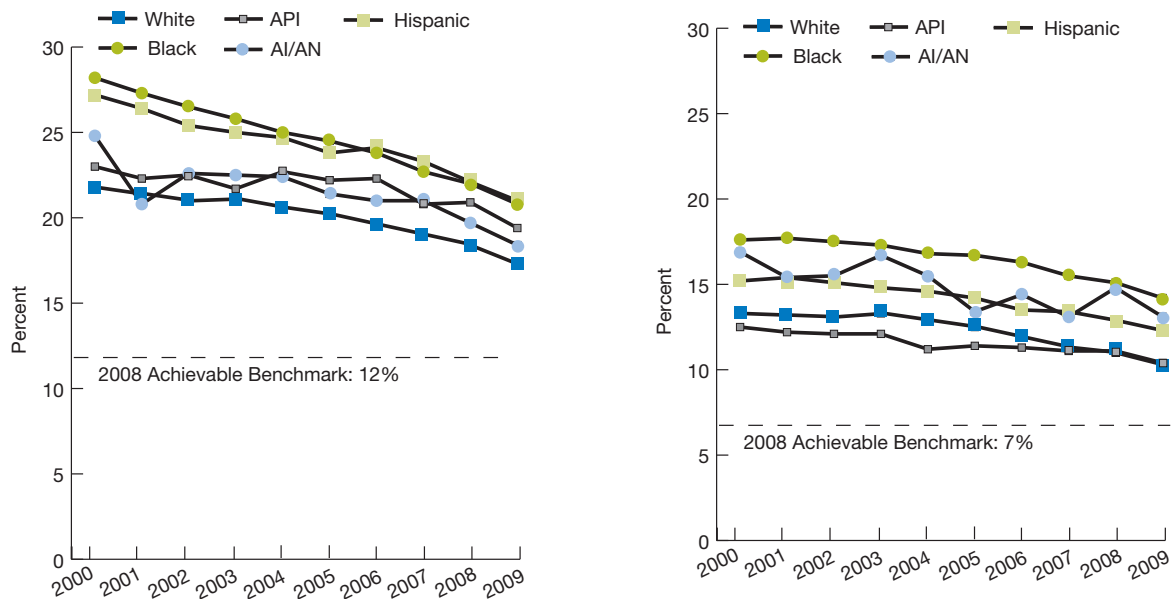 White API Hispanic
Black AI/AN
30
25
20
15
10
5
0
Percent
2008 Achievable Benchmark: 12%
2000 2001 2002 2003 2004 2005 2006 2007 2008 2009
White API Hispanic
Black AI/AN
30
25
20
15
10
5
0
Percent
2008 Achievable Benchmark: 7%
2000 2001 2002 2003 2004 2005 2006 2007 2008 2009